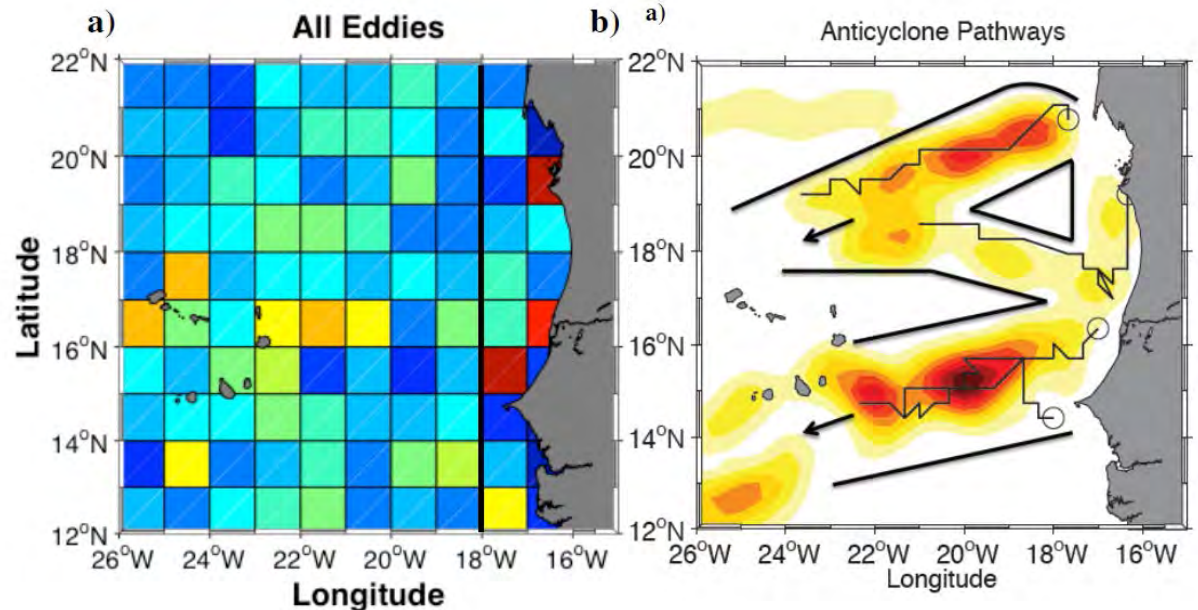 a)
All Eddies
22°N
20°N
18°N
16°N
14°N
12°N
Latitude
26°W
24°W
22°W
20°W
18°W
16°W
Longitude
b)
a)
Anticyclone Pathways
22°N
20°N
18°N
16°N
14°N
12°N
26°W
24°W
22°W
20°W
18°W
16°W
Longitude